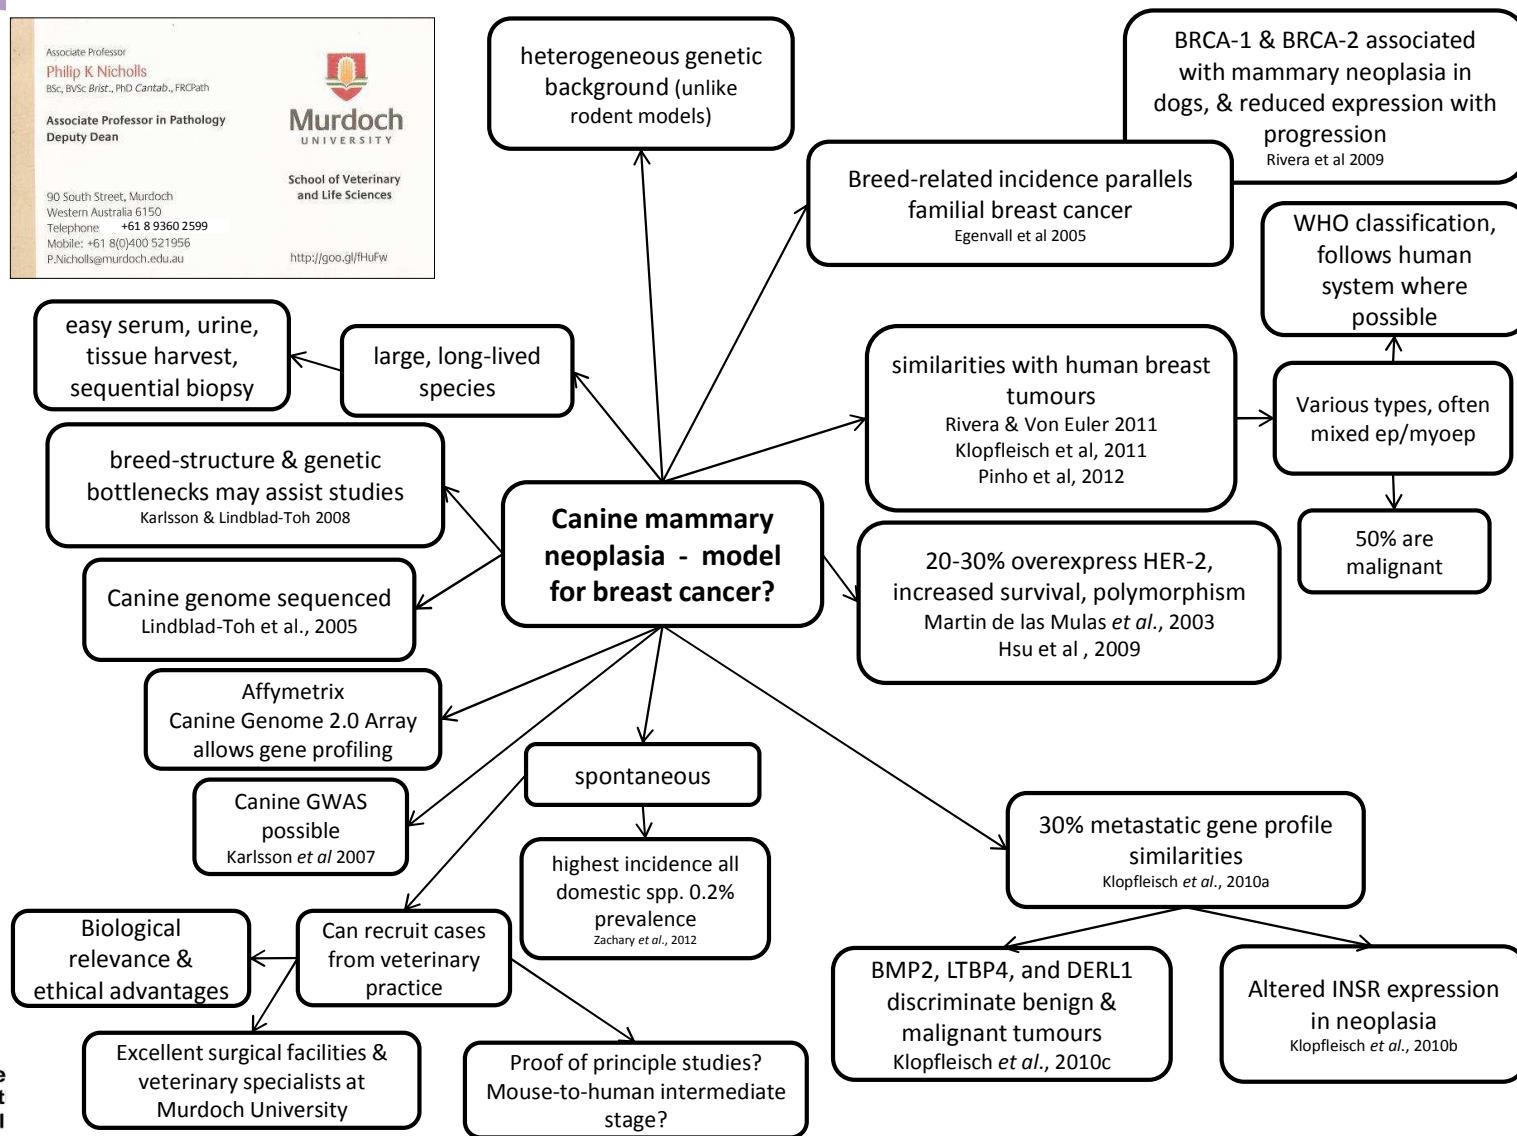 Associate Professor
Philip K Nicholls
BSc, BVSc Brist., PhD Cantab., FRCPath
Associate Professor in Pathology
Deputy Dean
90 South Street, Murdoch
Western Australia 6150
Telephone +61 8 9360 2599
Mobile: +61 8(0)400 521956
P.Nicholls@murdoch.edu.au
Murdoch
UNIVERSITY
School of Veterinary
and Life Sciences
http://goo.gl/fHuFw
heterogeneous genetic
background (unlike
rodent models)
BRCA-1 & BRCA-2 associated
with mammary neoplasia in
dogs, & reduced expression with
progression
Rivera et al 2009
Breed-related incidence parallels
familial breast cancer
Egenvall et al 2005
WHO classification,
follows human
system where
possible
easy serum, urine,
tissue harvest,
sequential biopsy
large, long-lived
species
similarities with human breast
tumours
Rivera & Von Euler 2011
Klopfleisch et al, 2011
Pinho et al, 2012
Various types, often
mixed ep/myoep
50% are
malignant
breed-structure & genetic
bottlenecks may assist studies
Karlsson & Lindblad-Toh 2008
Canine mammary
neoplasia - model
for breast cancer?
20-30% overexpress HER-2,
increased survival, polymorphism
Martin de las Mulas et al., 2003
Hsu et al , 2009
Canine genome sequenced
Lindblad-Toh et al., 2005
Affymetrix
Canine Genome 2.0 Array
allows gene profiling
spontaneous
Canine GWAS
possible
Karlsson et al 2007
highest incidence all
domestic spp. 0.2%
prevalence
Zachary et al., 2012
30% metastatic gene profile
similarities
Klopfleisch et al., 2010a
Biological
relevance &
ethical advantages
Can recruit cases
from veterinary
practice
BMP2, LTBP4, and DERL1
discriminate benign &
malignant tumours
Klopfleisch et al., 2010c
Altered INSR expression
in neoplasia
Klopfleisch et al., 2010b
Excellent surgical facilities &
veterinary specialists at
Murdoch University
Proof of principle studies?
Mouse-to-human intermediate
stage?